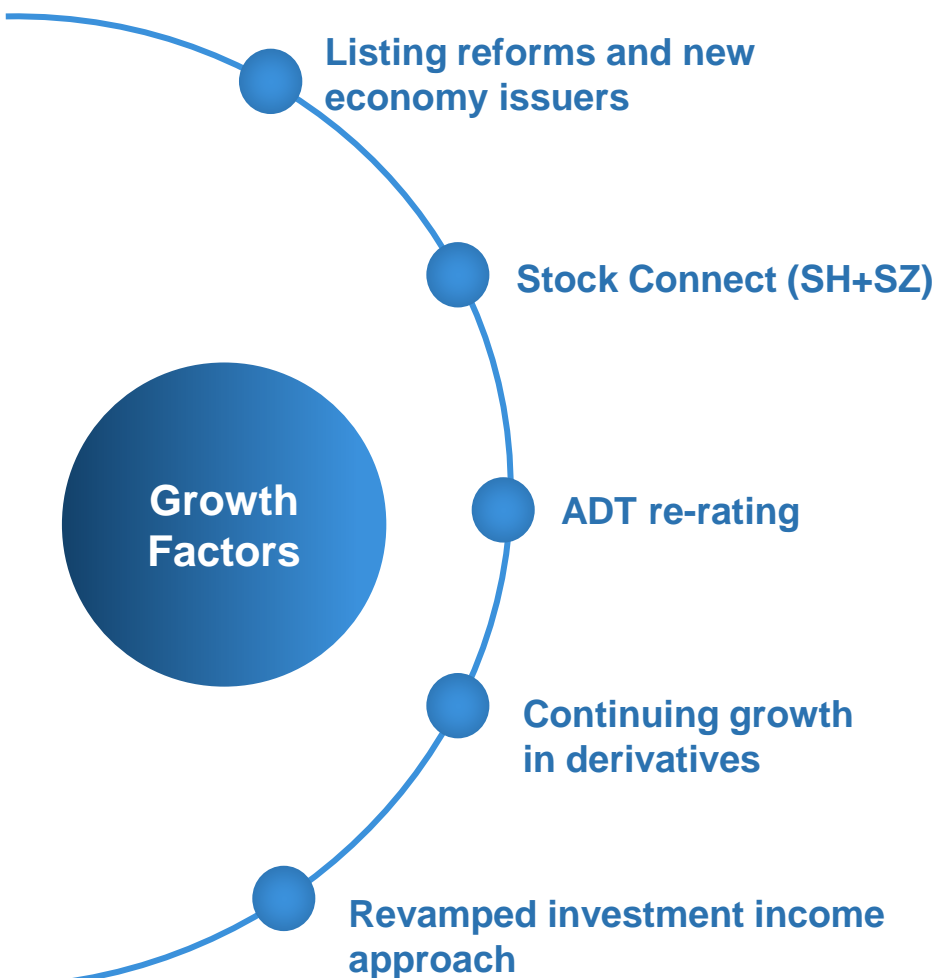 Listing reforms and new
economy issuers
Stock Connect (SH+SZ)
Growth
Factors
ADT re-rating
Continuing growth
in derivatives
Revamped investment income
approach